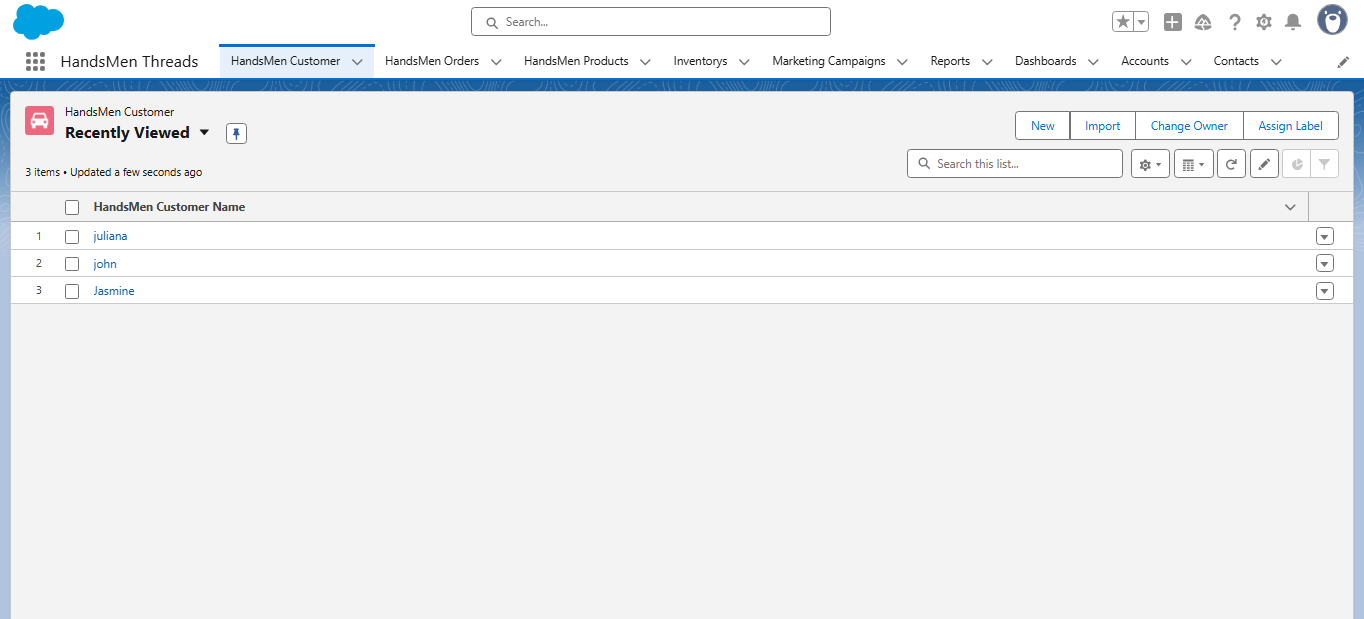 Search...
HandsMen Threads HandsMen Customer HandsMen Orders HandsMen Products Inventorys Marketing Campaigns Reports Dashboards Accounts Contacts
HandsMen Customer
Recently Viewed
New Import Change Owner Assign Label
3 items • Updated a few seconds ago
Search this list...
HandsMen Customer Name
1 juliana
2 john
3 Jasmine